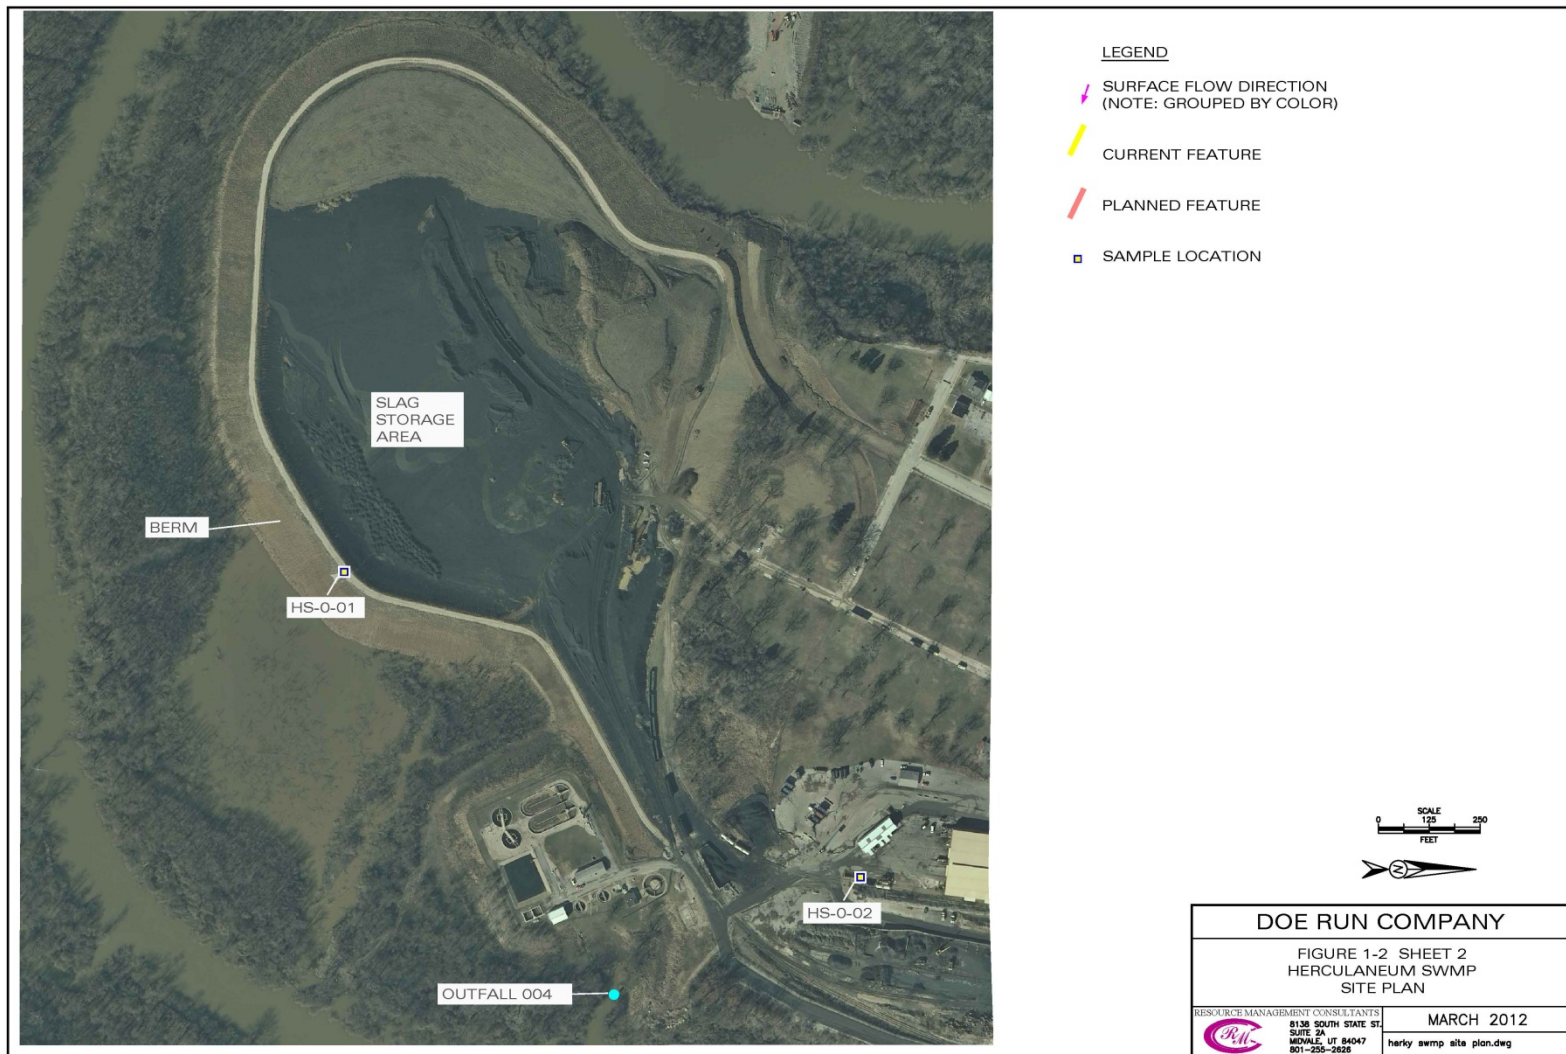 LEGEND
SURFACE FLOW DIRECTION
(NOTE: GROUPED BY COLOR)
CURRENT FEATURE
PLANNED FEATURE
SAMPLE LOCATION
SLAG
STORAGE
AREA
BERM
HS-0-01
HS-0-02
OUTFALL 004
SCALE
0 125 250
FEET
N
DOE RUN COMPANY
FIGURE 1-2 SHEET 2
HERCULANEUM SWMP
SITE PLAN
RESOURCE MANAGEMENT CONSULTANTS
RMC
8138 SOUTH STATE ST.
SUITE 2A
MIDVALE, UT 84047
801-255-2626
MARCH 2012
herky swmp site plan.dwg